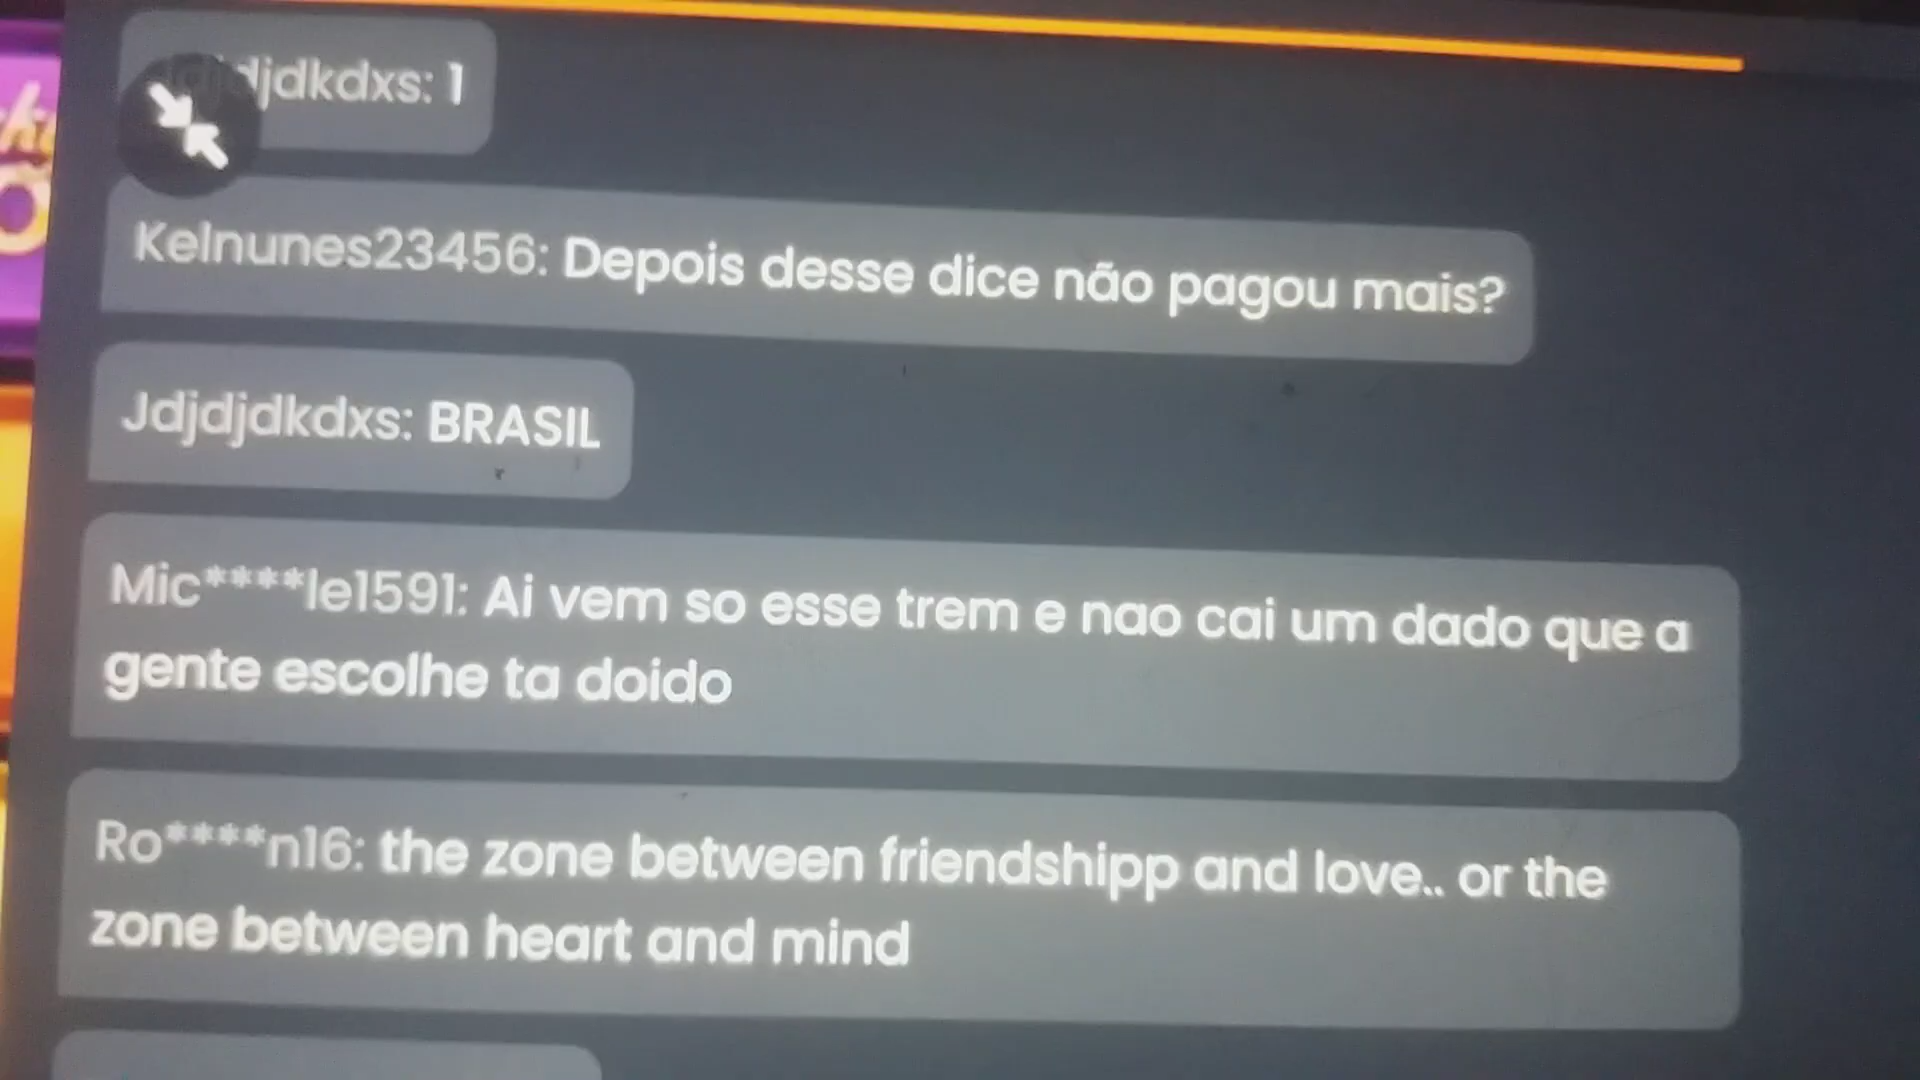 djdkdxs: 1
Kelnunes23456: Depois desse dice não pagou mais?
Jdjdjdkdxs: BRASIL
Mic****le1591: Ai vem so esse trem e nao cai um dado que a
gente escolhe ta doido
Ro****n16: the zone between friendshipp and love.. or the
zone between heart and mind